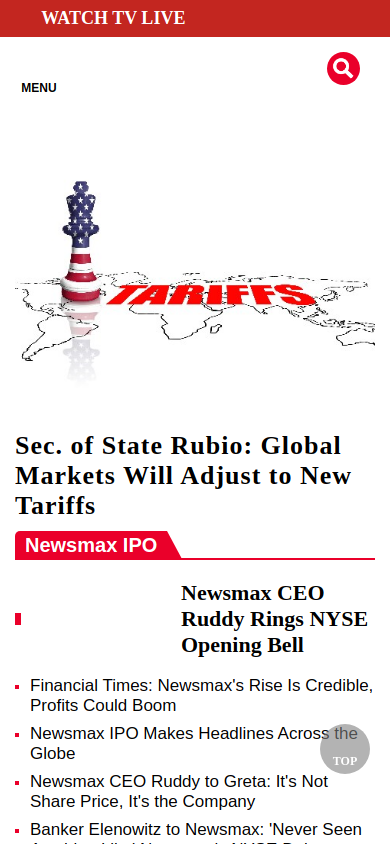 WATCH TV LIVE
MENU
TARIFFS
Sec. of State Rubio: Global
Markets Will Adjust to New
Tariffs
Newsmax IPO
Newsmax CEO
Ruddy Rings NYSE
Opening Bell
Financial Times: Newsmax's Rise Is Credible,
Profits Could Boom
Newsmax IPO Makes Headlines Across the
Globe
TOP
Newsmax CEO Ruddy to Greta: It's Not
Share Price, It's the Company
Banker Elenowitz to Newsmax: 'Never Seen